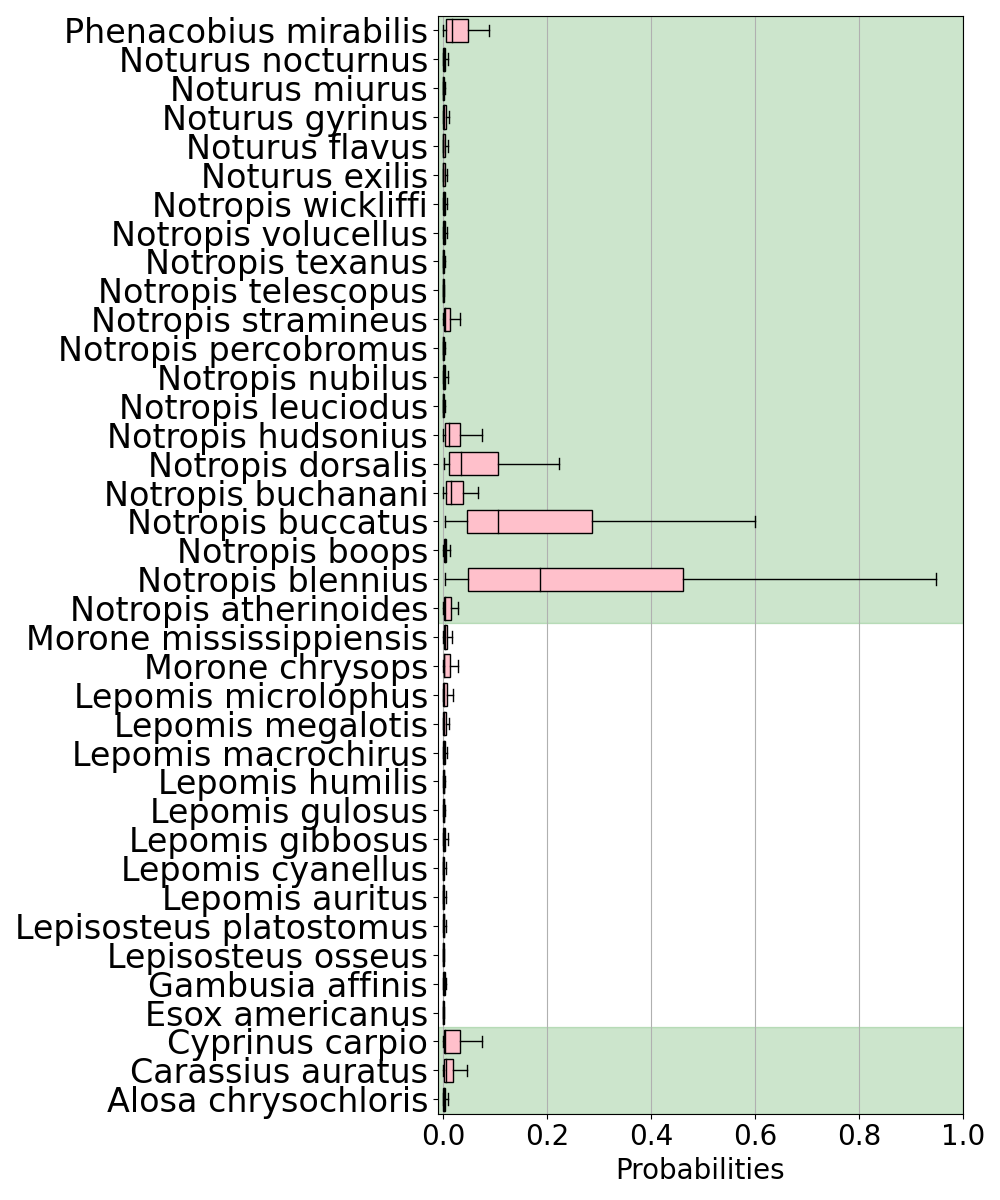 Phenacobius mirabilis
Noturus nocturnus
Noturus miurus
Noturus gyrinus
Noturus flavus
Noturus exilis
Notropis wickliffi
Notropis volucellus
Notropis texanus
Notropis telescopus
Notropis stramineus
Notropis percobromus
Notropis nubilus
Notropis leuciodus
Notropis hudsonius
Notropis dorsalis
Notropis buchanani
Notropis buccatus
Notropis boops
Notropis blennius
Notropis atherinoides
Morone mississippiensis
Morone chrysops
Lepomis microlophus
Lepomis megalotis
Lepomis macrochirus
Lepomis humilis
Lepomis gulosus
Lepomis gibbosus
Lepomis cyanellus
Lepomis auritus
Lepisosteus platostomus
Lepisosteus osseus
Gambusia affinis
Esox americanus
Cyprinus carpio
Carassius auratus
Alosa chrysochloris
0.0 0.2 0.4 0.6 0.8 1.0
Probabilities